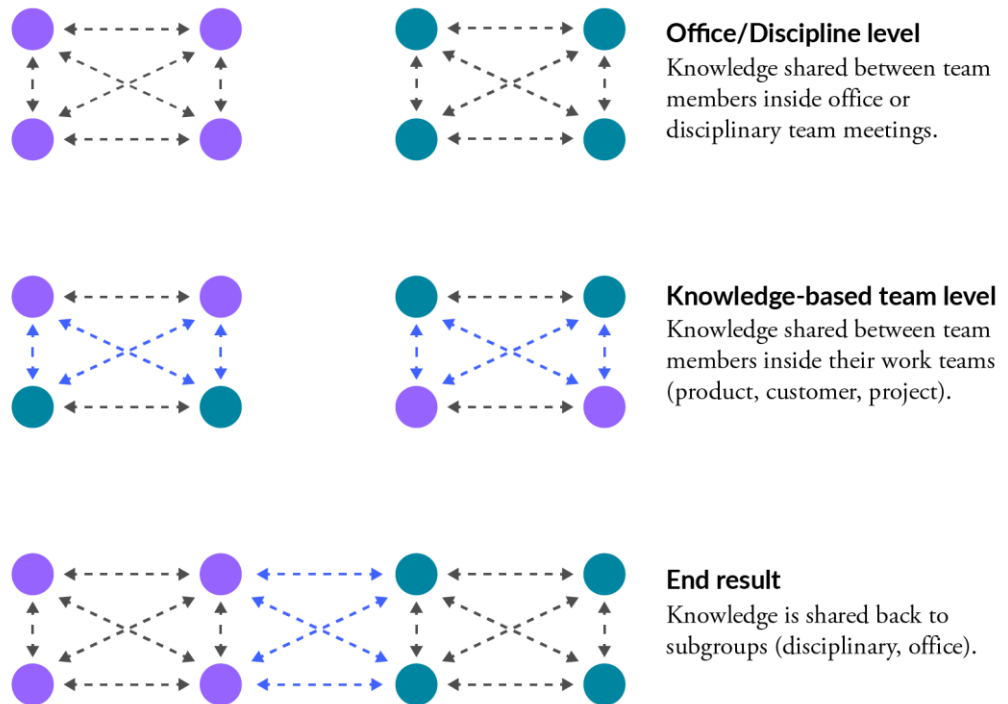 Office/Discipline level
Knowledge shared between team
members inside office or
disciplinary team meetings.
Knowledge-based team level
Knowledge shared between team
members inside their work teams
(product, customer, project).
End result
Knowledge is shared back to
subgroups (disciplinary, office).